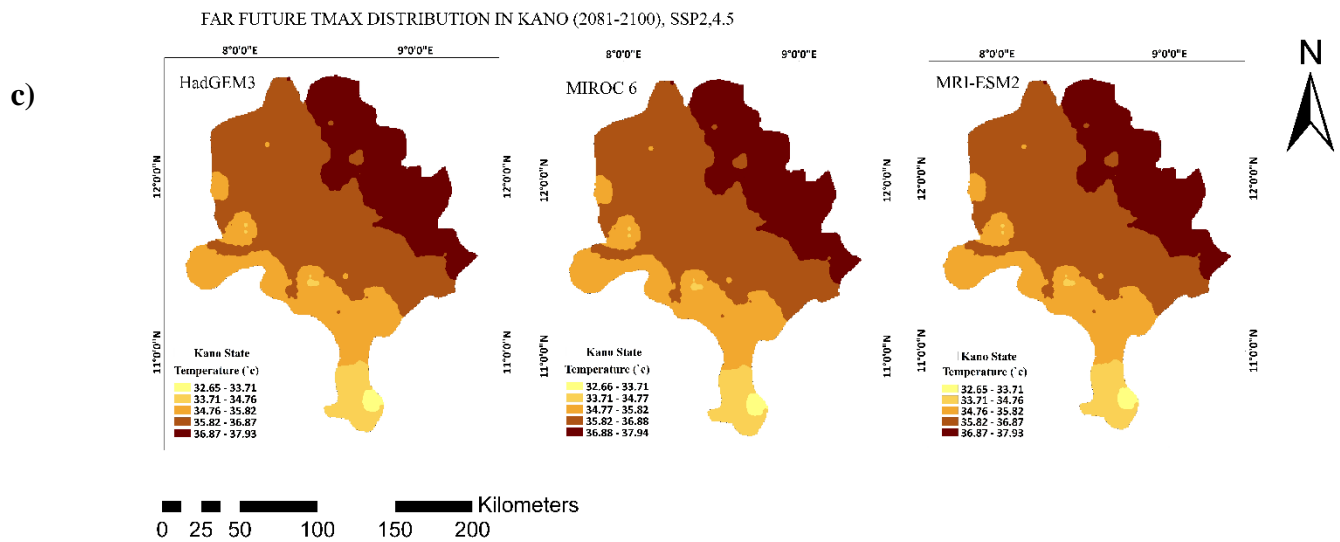 FAR FUTURE TMAX DISTRIBUTION IN KANO (2081-2100), SSP2,4.5
c)
N
8°0'0"E 9°0'0"E
HadGEM3
12°0'0"N
11°0'0"N
Kano State
Temperature (`c)
32.65 - 33.71
33.71 - 34.76
34.76 - 35.82
35.82 - 36.87
36.87 - 37.93
8°0'0"E 9°0'0"E
MIROC 6
12°0'0"N 12°0'0"N
11°0'0"N 11°0'0"N
Kano State
Temperature (`c)
32.66 - 33.71
33.71 - 34.77
34.77 - 35.82
35.82 - 36.88
36.88 - 37.94
8°0'0"E 9°0'0"E
MRI-ESM2
12°0'0"N 12°0'0"N
11°0'0"N 11°0'0"N
Kano State
Temperature (`c)
32.65 - 33.71
33.71 - 34.76
34.76 - 35.82
35.82 - 36.87
36.87 - 37.93
Kilometers
0 25 50 100 150 200